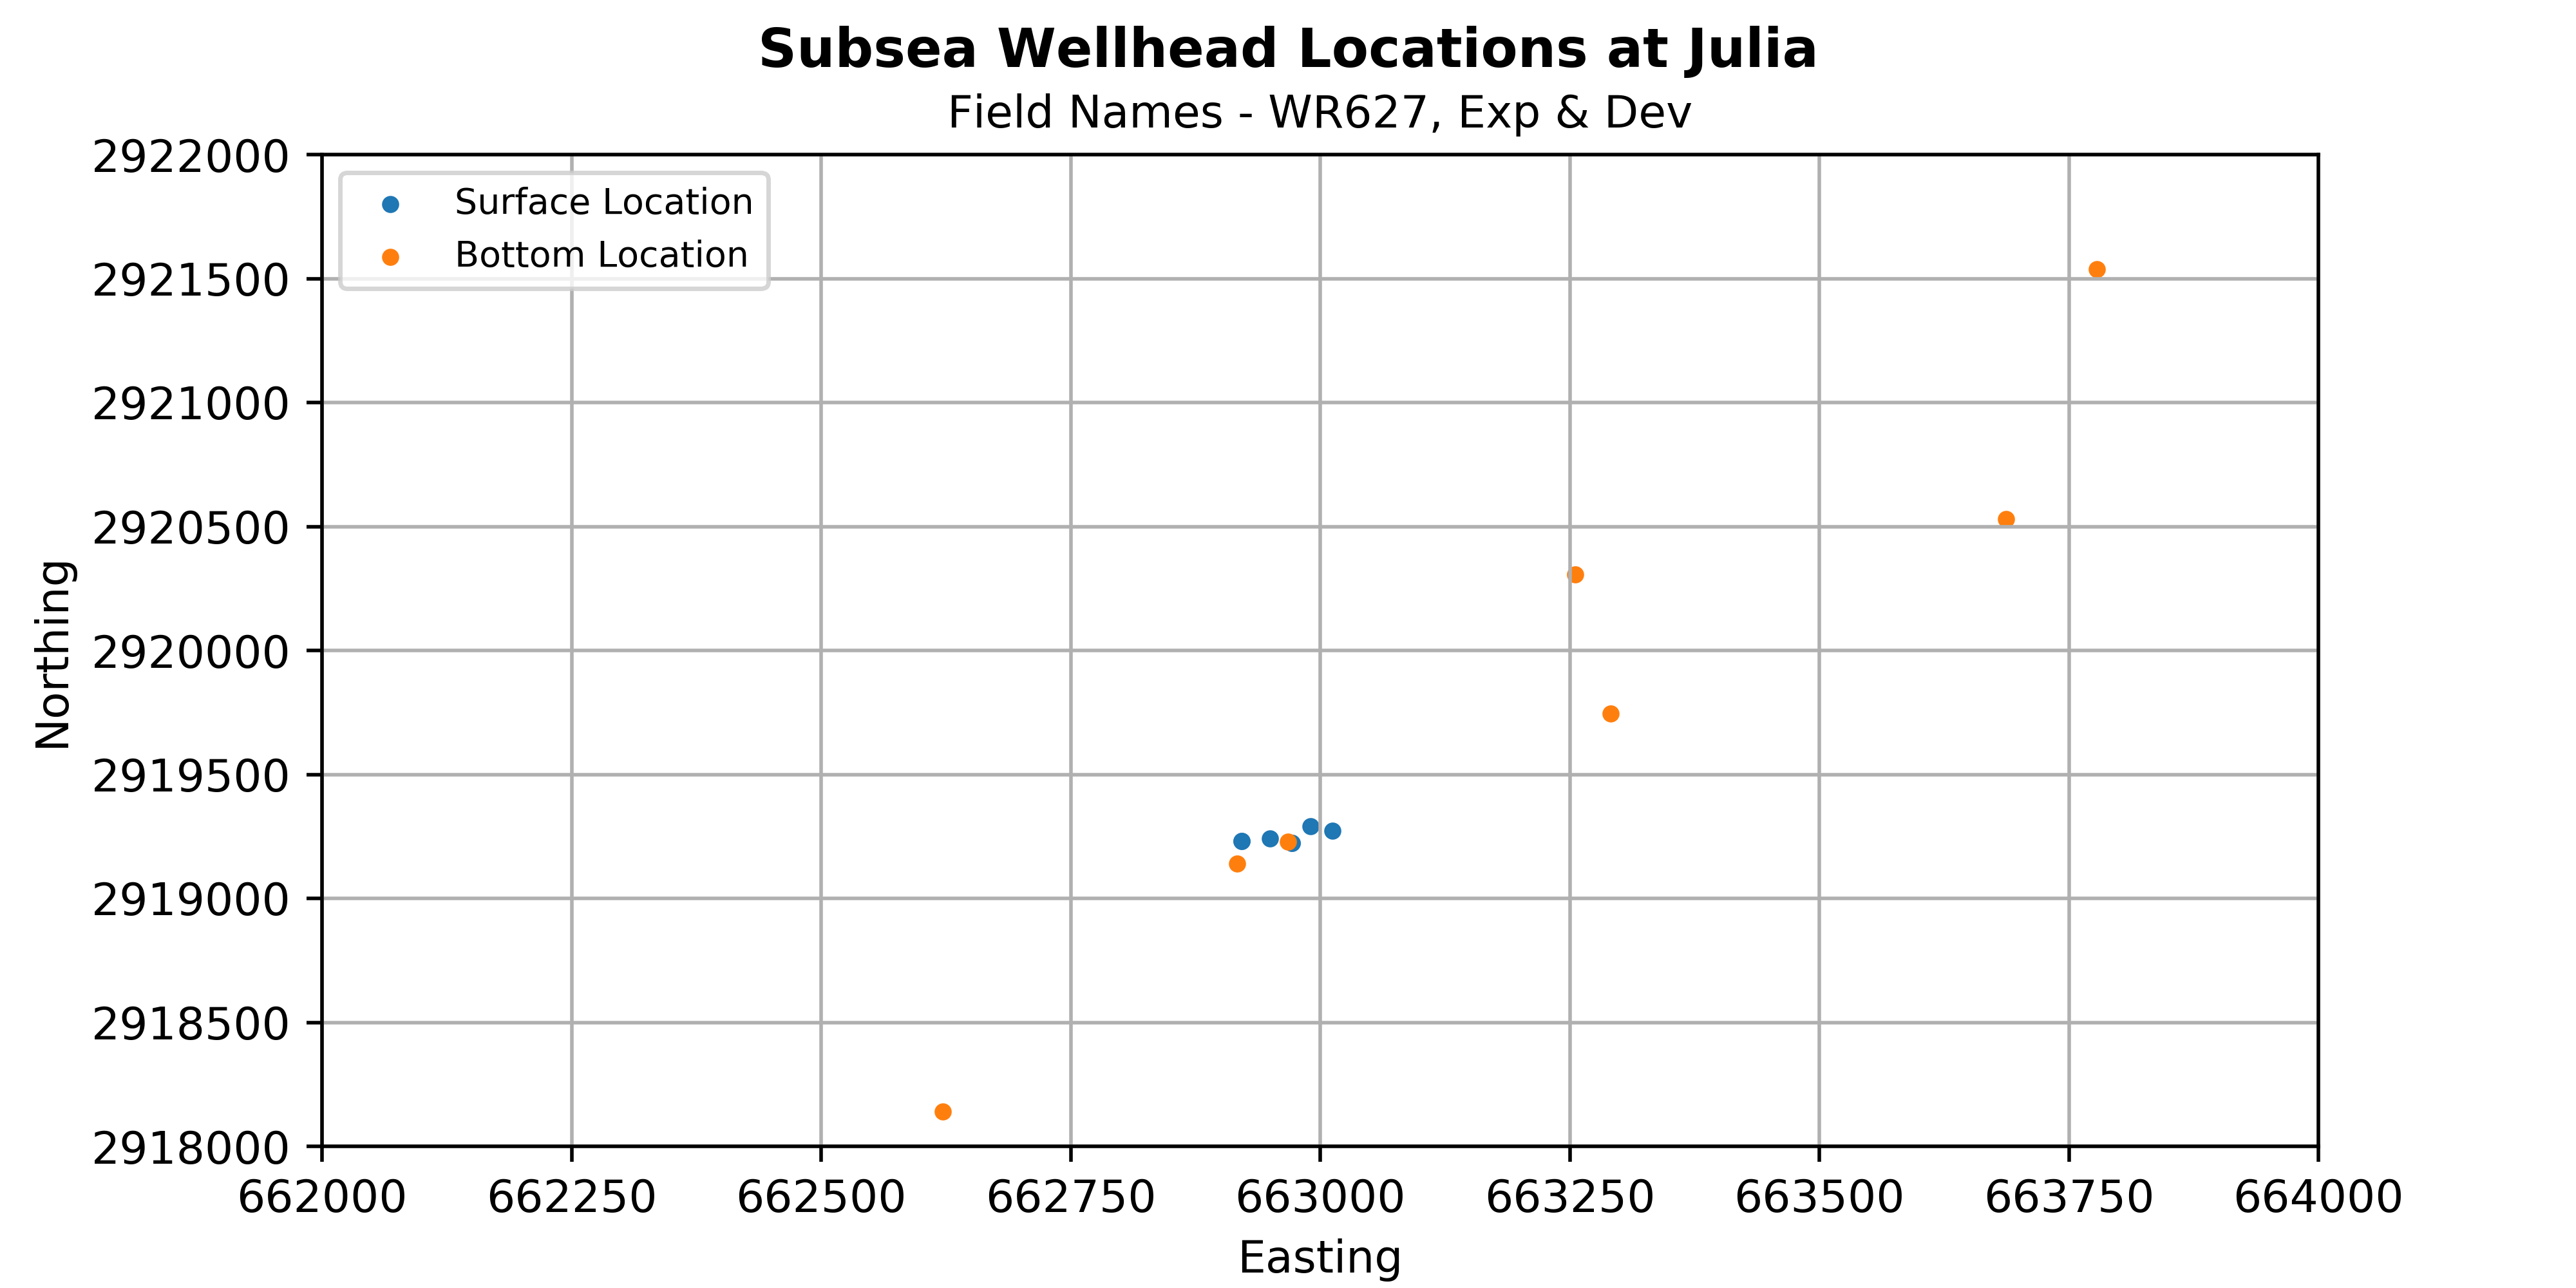 Subsea Wellhead Locations at Julia
Field Names - WR627, Exp & Dev
2922000
2921500
2921000
2920500
2920000
2919500
2919000
2918500
2918000
Northing
Surface Location
Bottom Location
662000 662250 662500 662750 663000 663250 663500 663750 664000
Easting